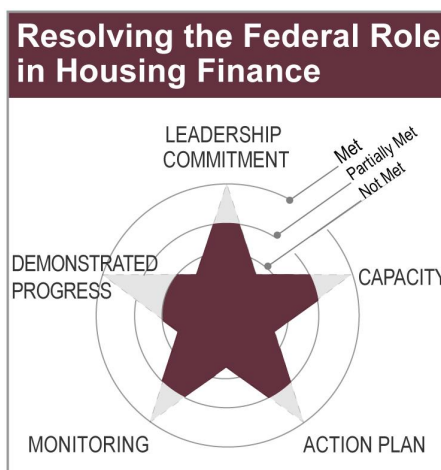 Resolving the Federal Role
in Housing Finance
LEADERSHIP
COMMITMENT
Met
Partially Met
Not Met
DEMONSTRATED
PROGRESS
CAPACITY
MONITORING
ACTION PLAN